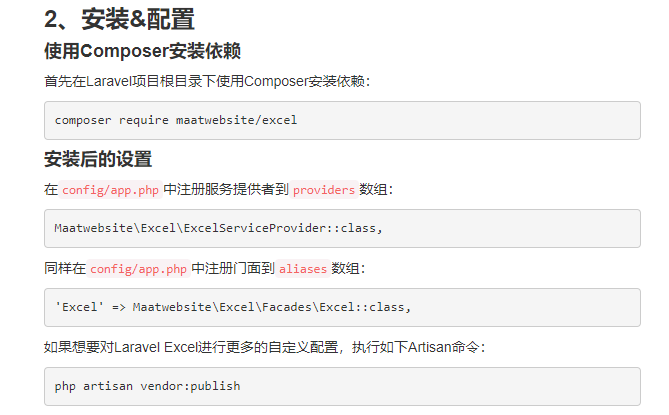 2、安装&配置
使用Composer安装依赖
首先在Laravel项目根目录下使用Composer安装依赖：
composer require maatwebsite/excel
安装后的设置
在 config/app.php 中注册服务提供者到 providers 数组：
Maatwebsite\Excel\ExcelServiceProvider::class,
同样在 config/app.php 中注册门面到 aliases 数组：
'Excel' => Maatwebsite\Excel\Facades\Excel::class,
如果想要对Laravel Excel进行更多的自定义配置，执行如下Artisan命令：
php artisan vendor:publish